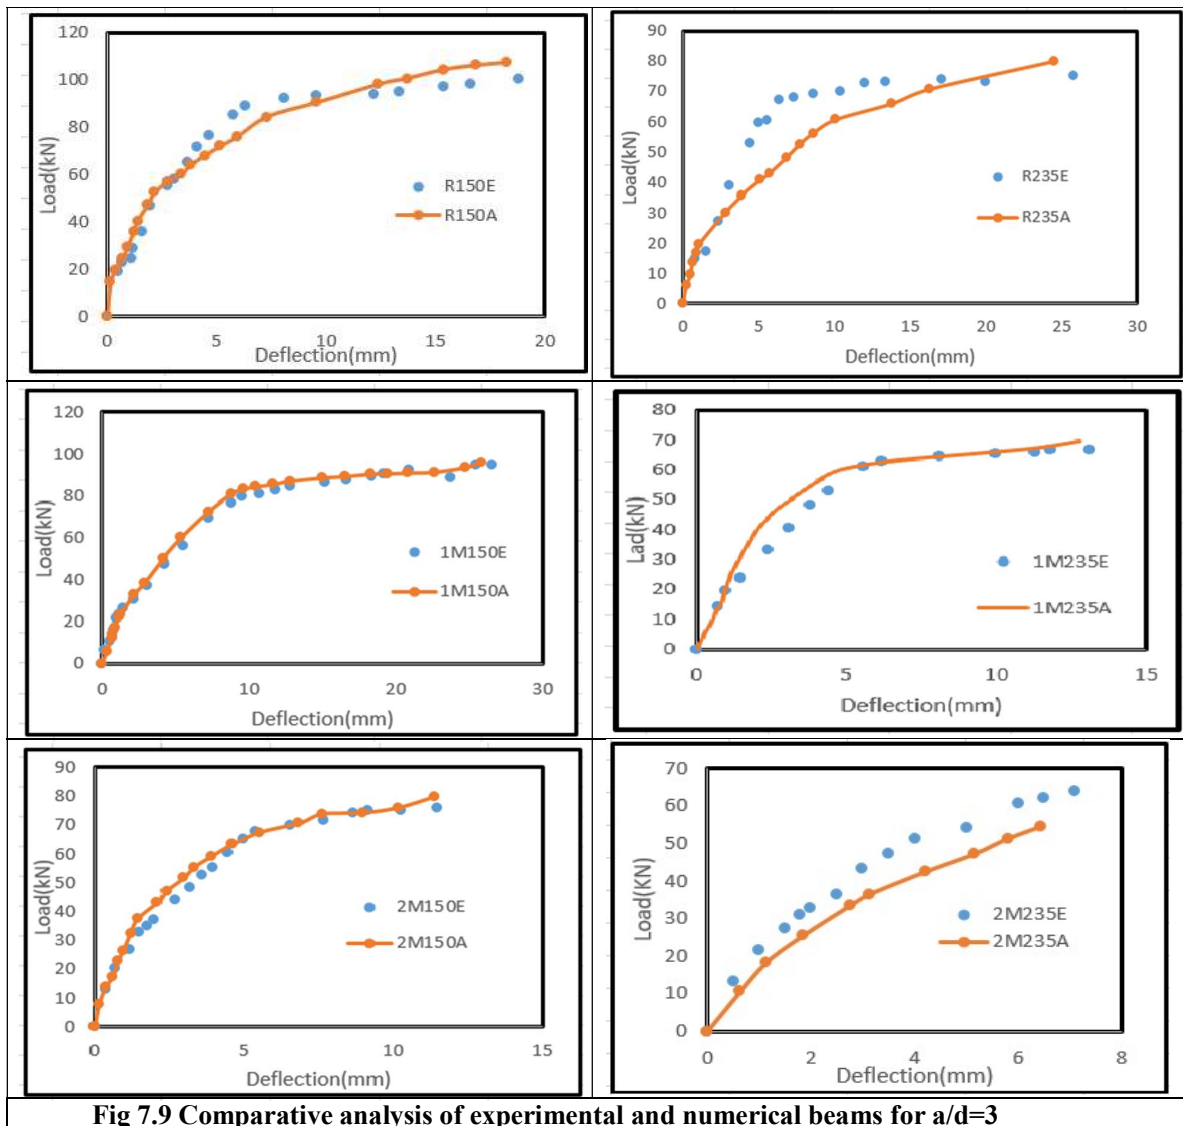 120
100
80
60
40
20
0
Load(kN)
R150E
R150A
0 5 10 15 20
Deflection(mm)
90
80
70
60
50
40
30
20
10
0
Load(kN)
R235E
R235A
0 5 10 15 20 25 30
Deflection(mm)
120
100
80
60
40
20
0
Load(kN)
1M150E
1M150A
0 10 20 30
Deflection(mm)
80
70
60
50
40
30
20
10
0
Lad(kN)
1M235E
1M235A
0 5 10 15
Deflection(mm)
90
80
70
60
50
40
30
20
10
0
Load(kN)
2M150E
2M150A
0 5 10 15
Deflection(mm)
70
60
50
40
30
20
10
0
Load(KN)
2M235E
2M235A
0 2 4 6 8
Deflection(mm)
Fig 7.9 Comparative analysis of experimental and numerical beams for a/d=3